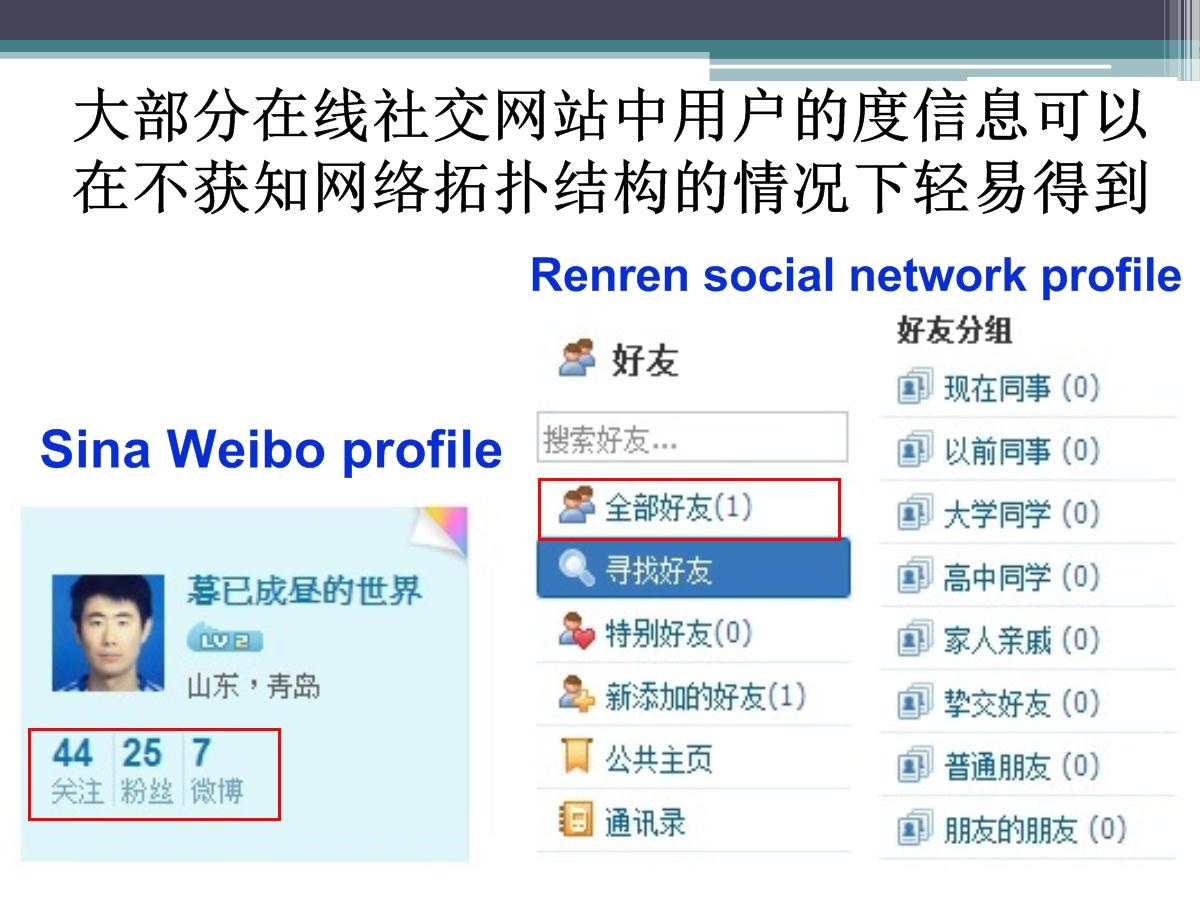 大部分在线社交网站中用户的度信息可以
在不获知网络拓扑结构的情况下轻易得到
Sina Weibo profile
暮已成昼的世界
LV 2
山东，青岛
44 25 7
关注 粉丝 微博
Renren social network profile
好友
搜索好友...
全部好友(1)
寻找好友
特别好友(0)
新添加的好友(1)
公共主页
通讯录
好友分组
现在同事 (0)
以前同事 (0)
大学同学 (0)
高中同学 (0)
家人亲戚 (0)
挚交好友 (0)
普通朋友 (0)
朋友的朋友 (0)